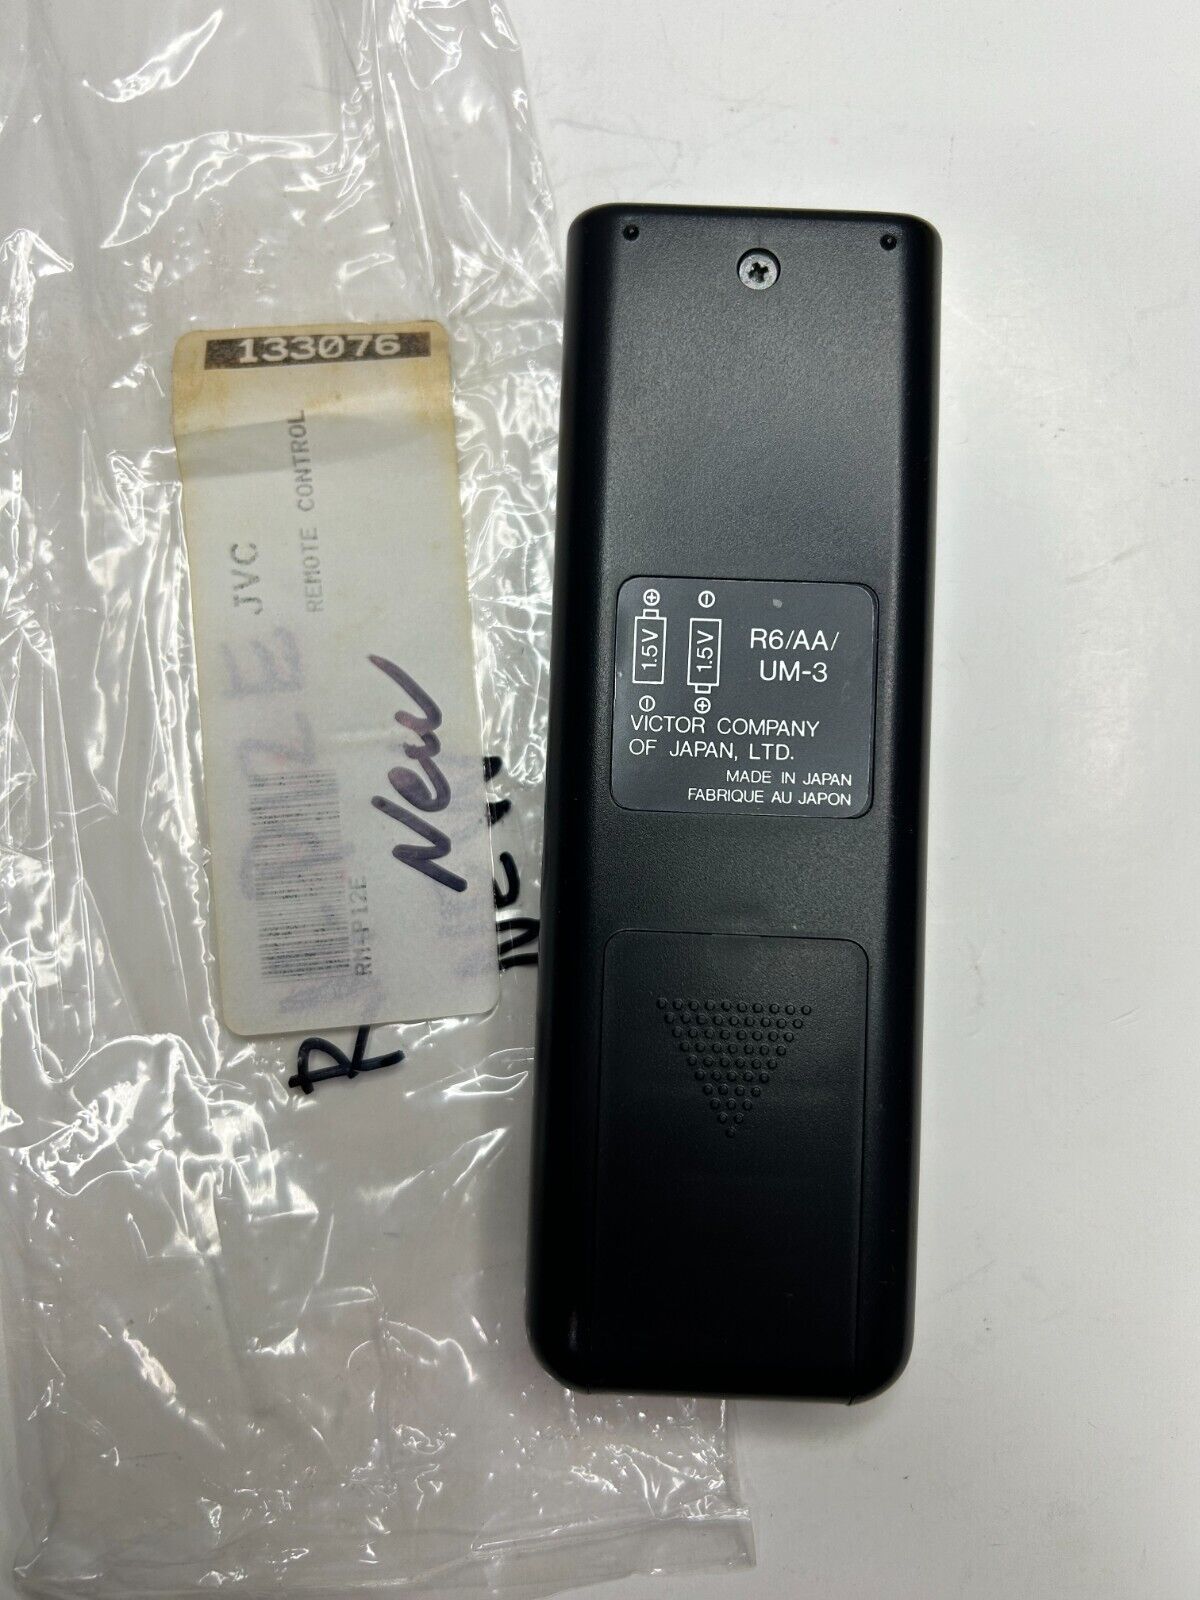 133076
JVC
REMOTE CONTROL
RM-P12E
New
⊕ ⊖
1.5V 1.5V
⊖ ⊕
R6/AA/
UM-3
VICTOR COMPANY
OF JAPAN, LTD.
MADE IN JAPAN
FABRIQUE AU JAPON